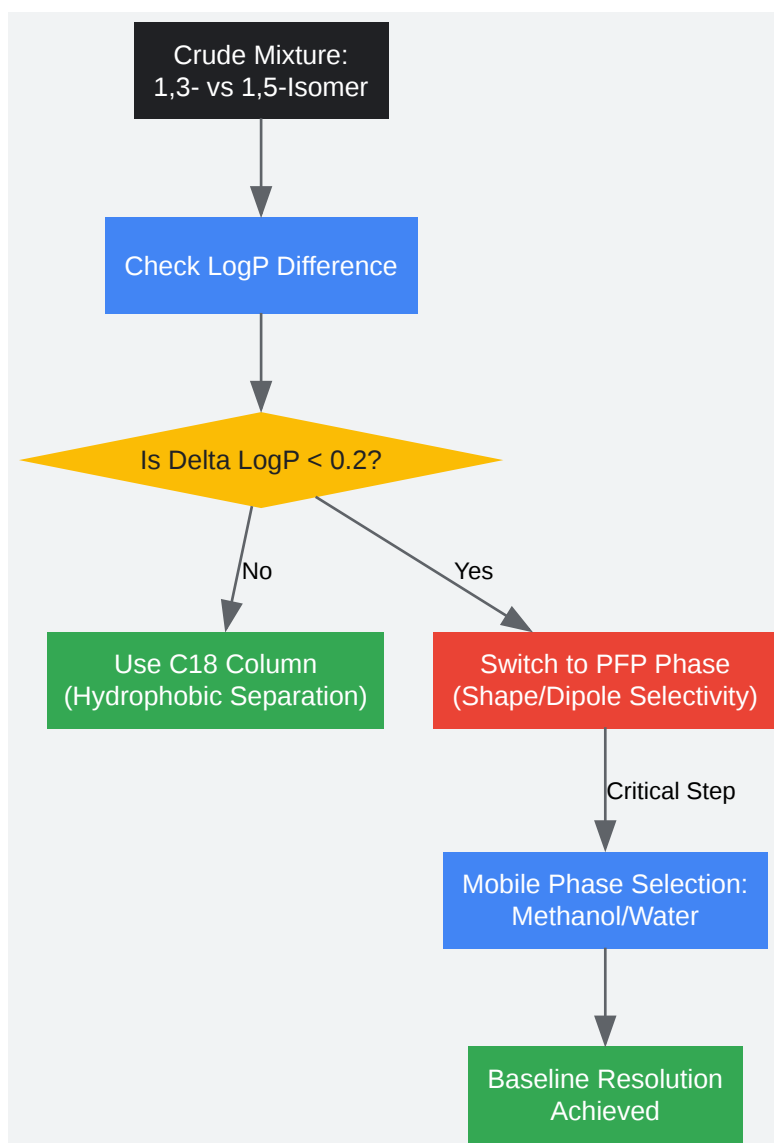 Crude Mixture:
1,3- vs 1,5-Isomer
Check LogP Difference
Is Delta LogP < 0.2?
No
Yes
Use C18 Column
(Hydrophobic Separation)
Switch to PFP Phase
(Shape/Dipole Selectivity)
Critical Step
Mobile Phase Selection:
Methanol/Water
Baseline Resolution
Achieved